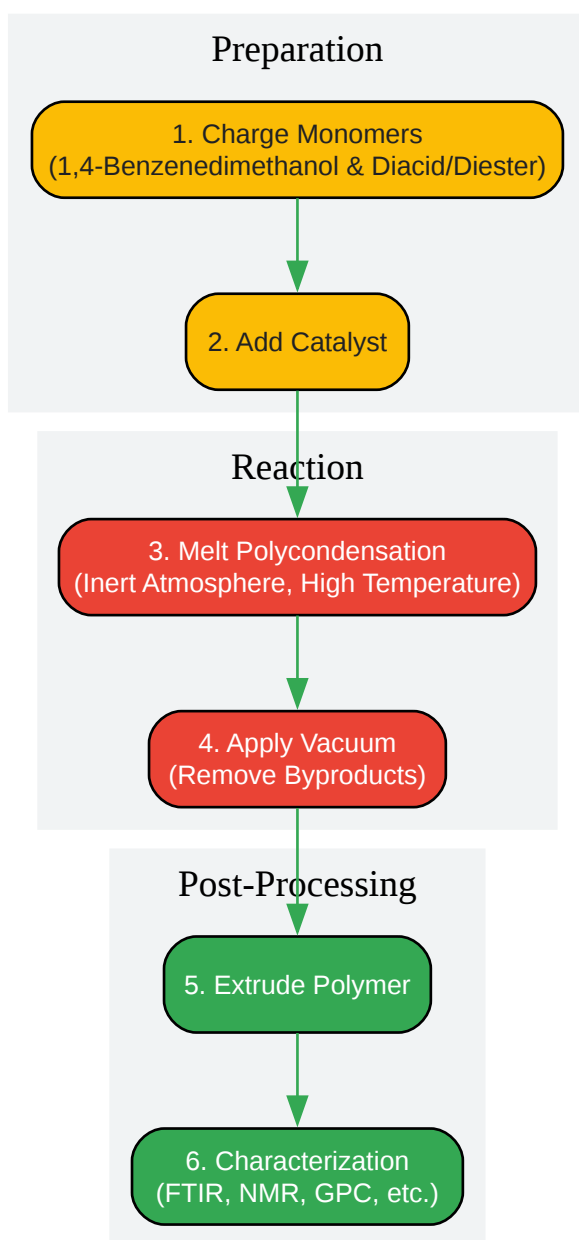 Preparation
1. Charge Monomers
(1,4-Benzenedimethanol & Diacid/Diester)
2. Add Catalyst
Reaction
3. Melt Polycondensation
(Inert Atmosphere, High Temperature)
4. Apply Vacuum
(Remove Byproducts)
Post-Processing
5. Extrude Polymer
6. Characterization
(FTIR, NMR, GPC, etc.)